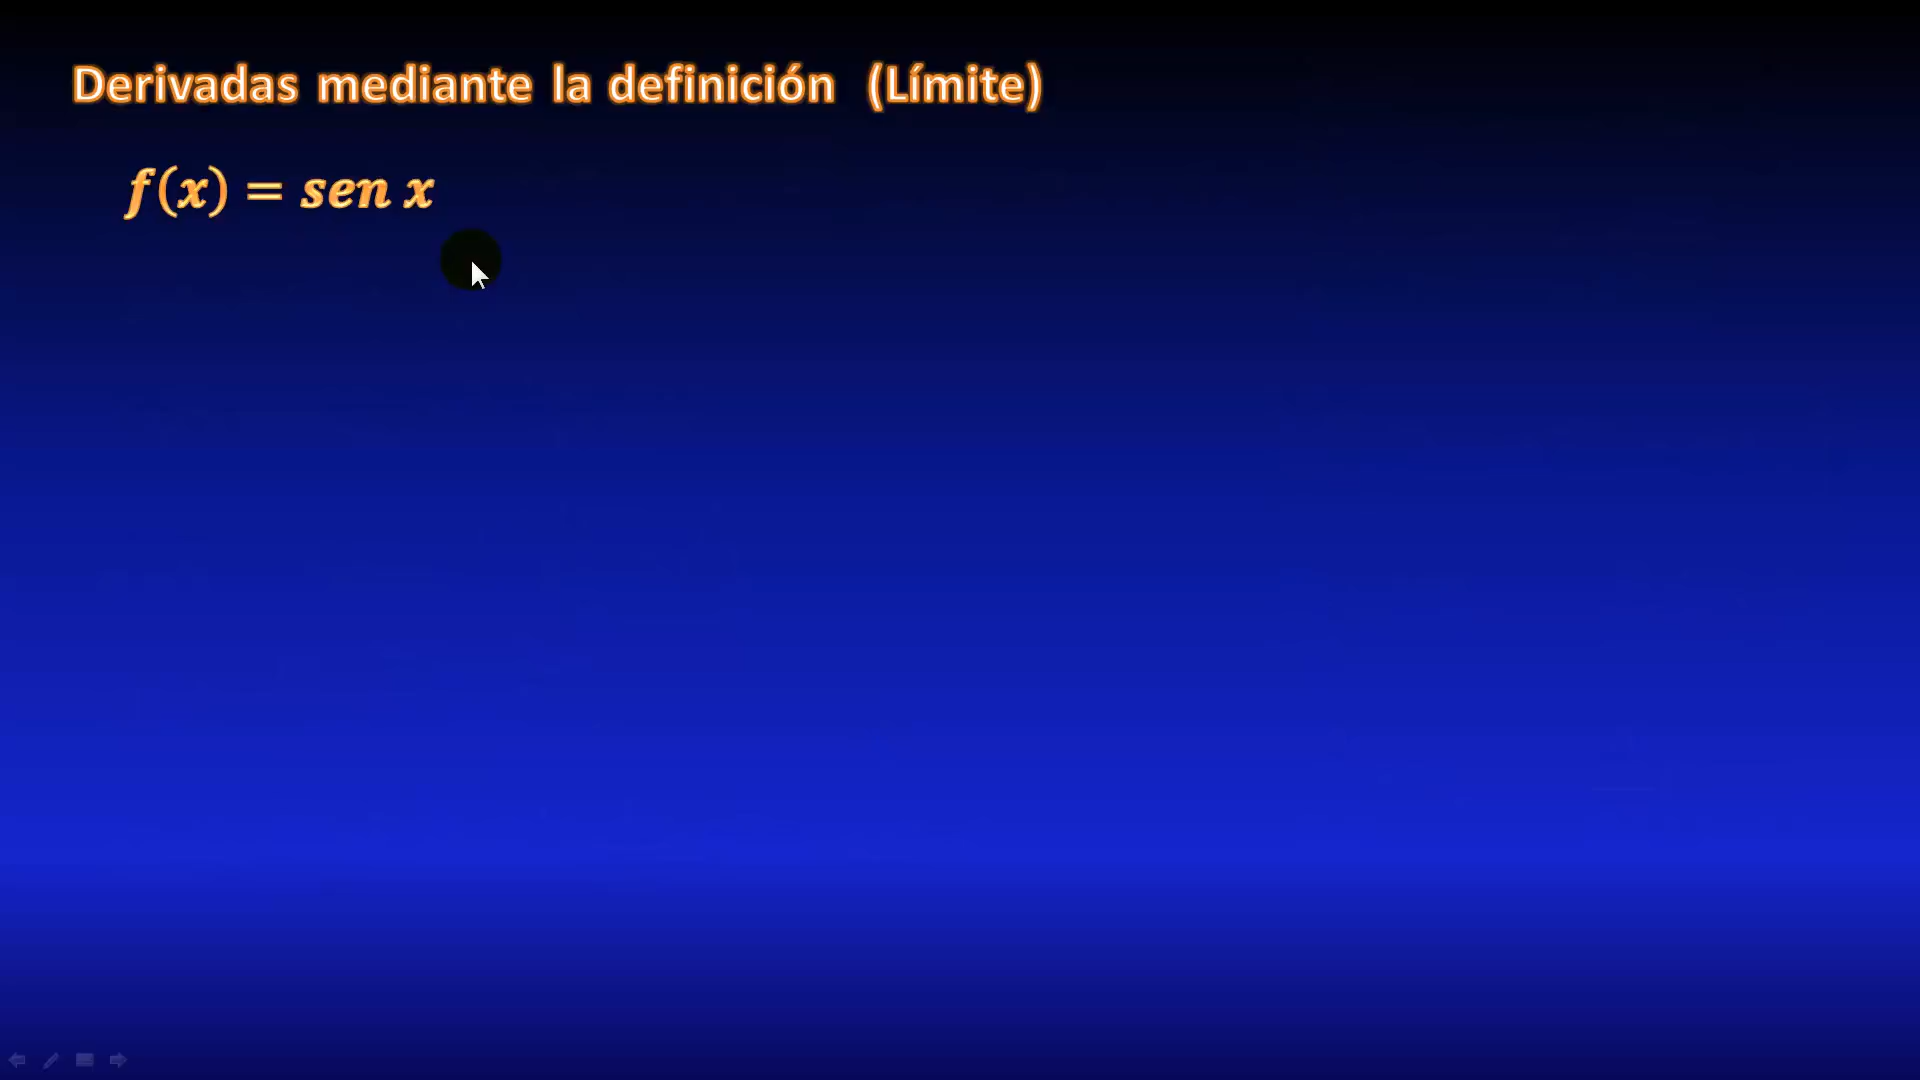 Derivadas mediante la definición (Límite)
f(x) = sen x